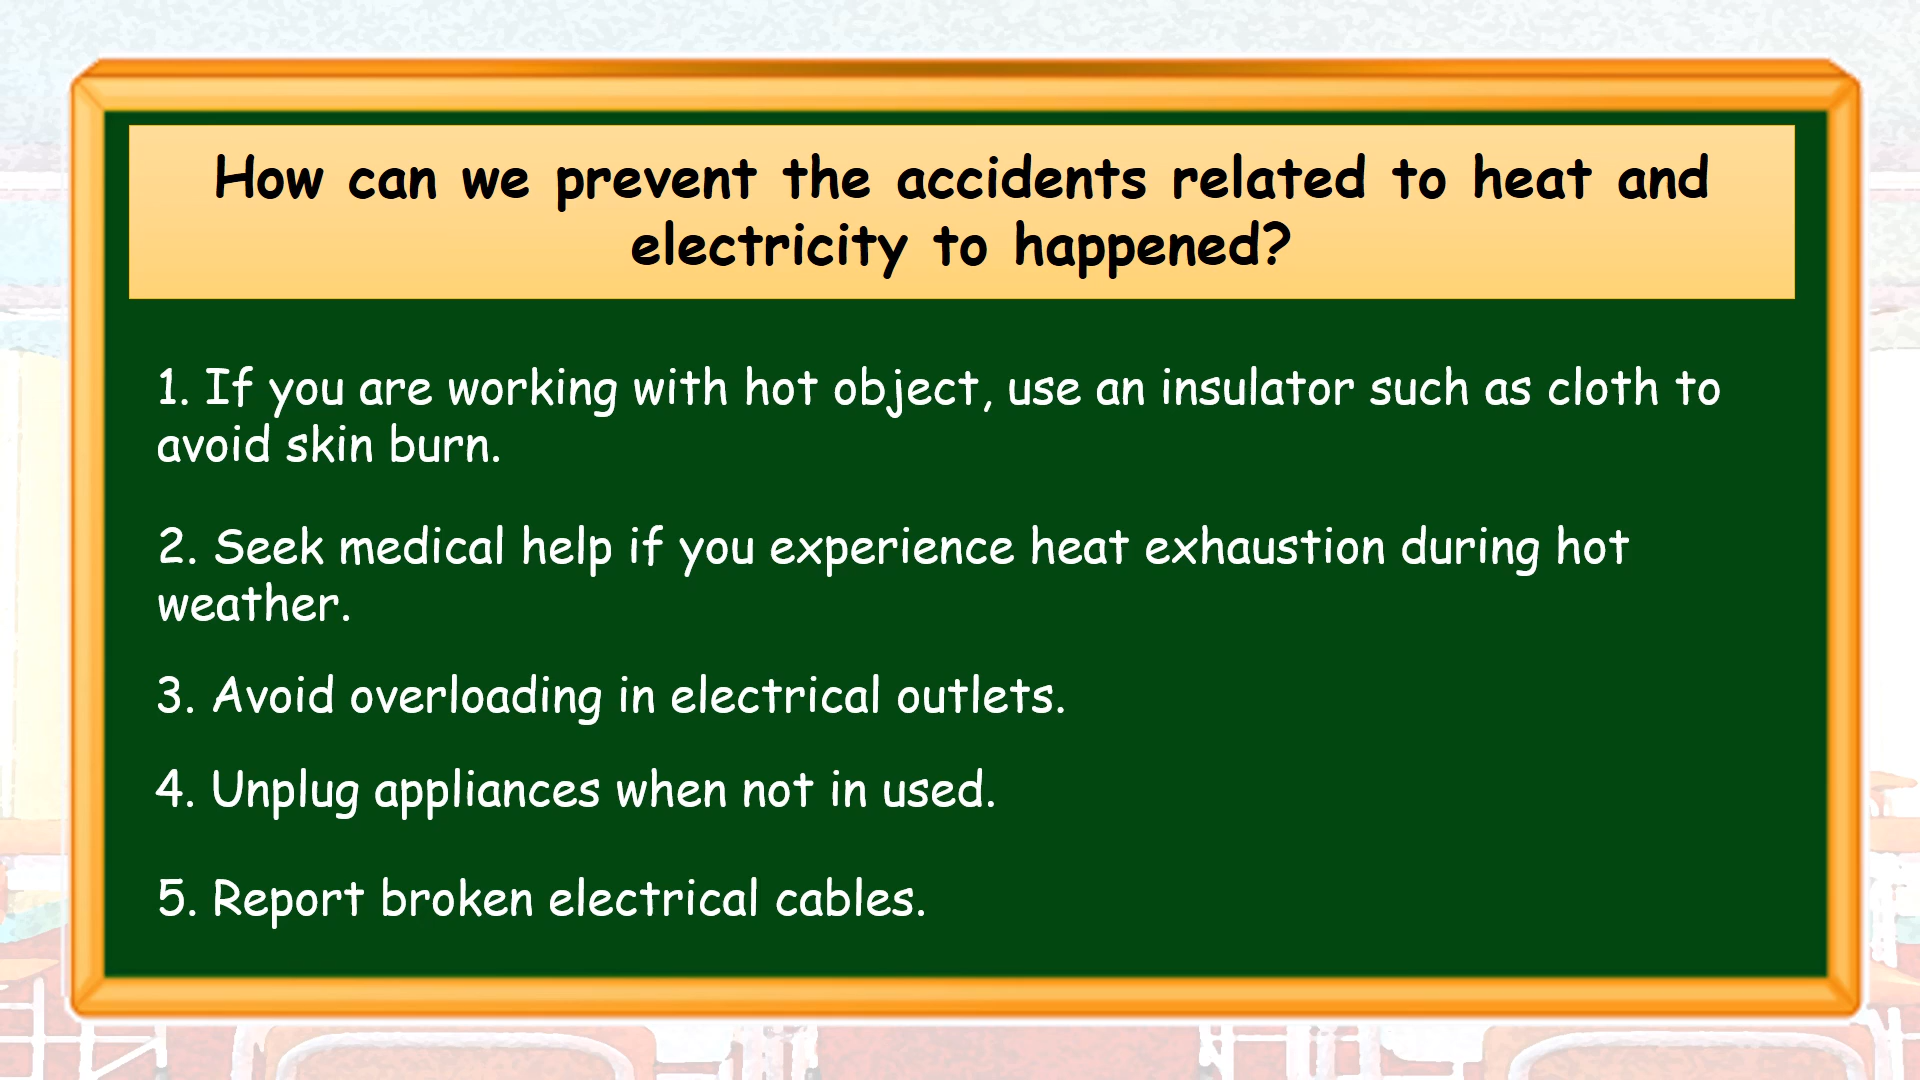 How can we prevent the accidents related to heat and
electricity to happened?
1. If you are working with hot object, use an insulator such as cloth to
avoid skin burn.
2. Seek medical help if you experience heat exhaustion during hot
weather.
3. Avoid overloading in electrical outlets.
4. Unplug appliances when not in used.
5. Report broken electrical cables.